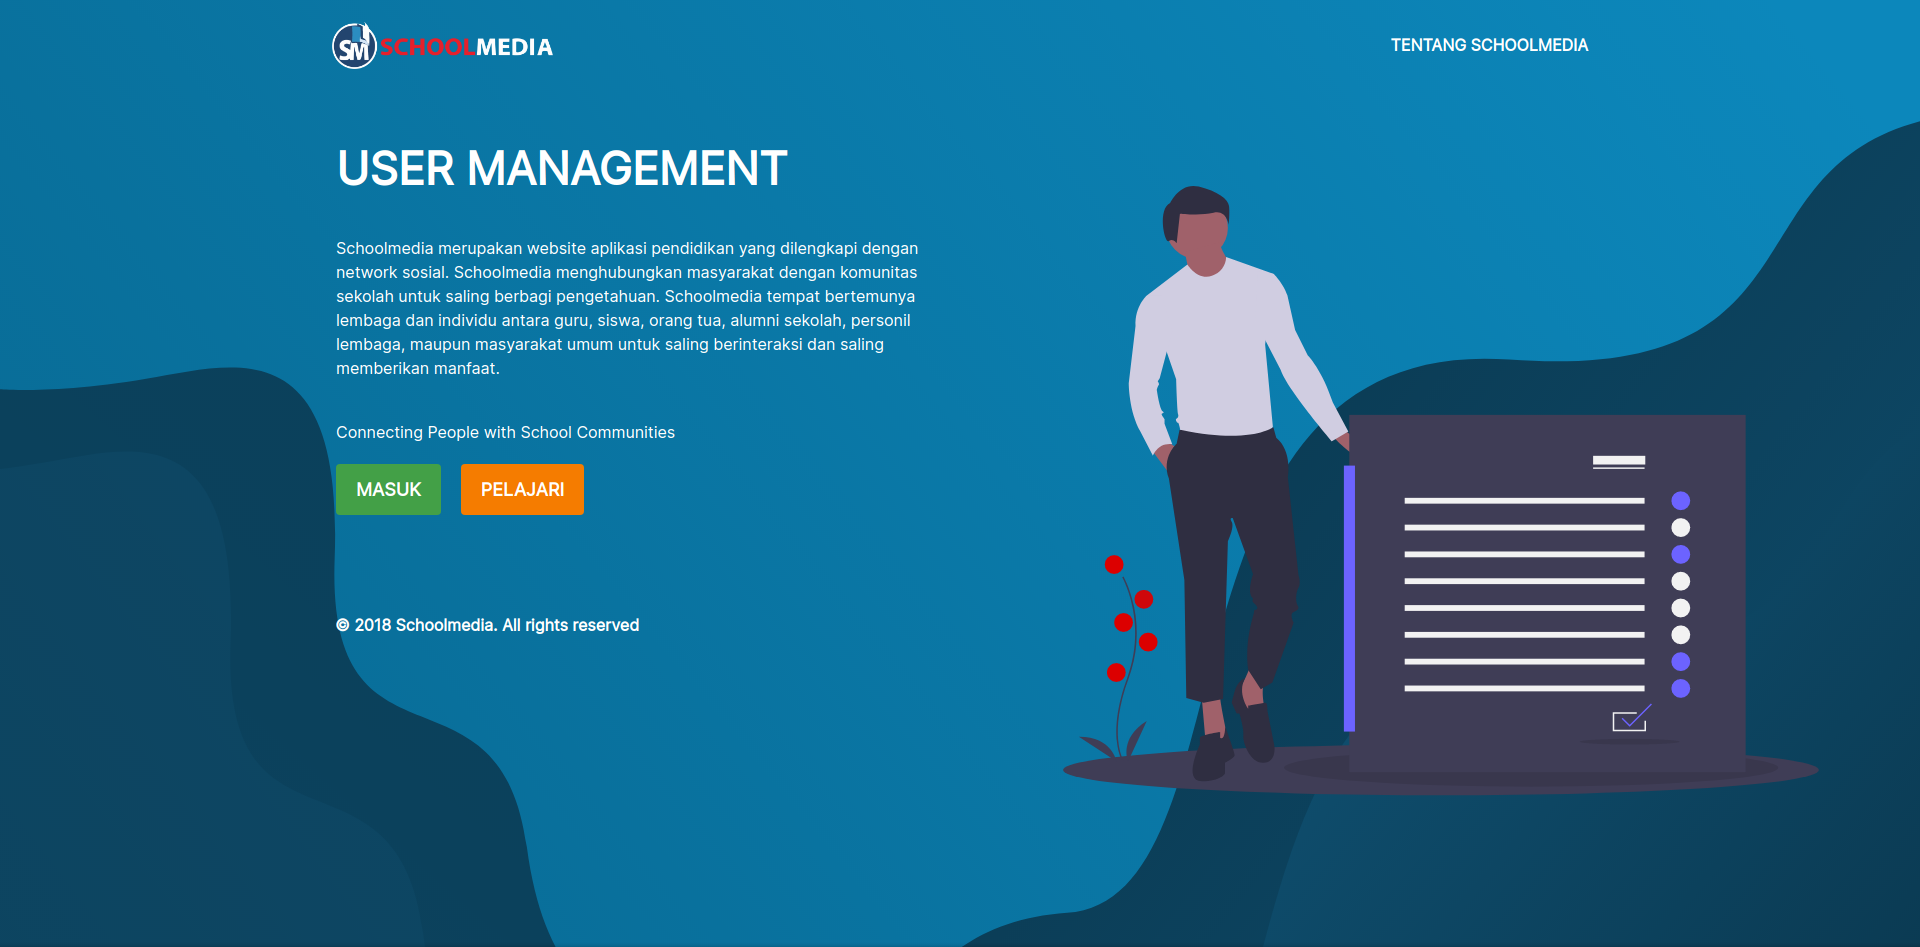 SM SCHOOLMEDIA
TENTANG SCHOOLMEDIA
USER MANAGEMENT
Schoolmedia merupakan website aplikasi pendidikan yang dilengkapi dengan
network sosial. Schoolmedia menghubungkan masyarakat dengan komunitas
sekolah untuk saling berbagi pengetahuan. Schoolmedia tempat bertemunya
lembaga dan individu antara guru, siswa, orang tua, alumni sekolah, personil
lembaga, maupun masyarakat umum untuk saling berinteraksi dan saling
memberikan manfaat.
Connecting People with School Communities
MASUK
PELAJARI
© 2018 Schoolmedia. All rights reserved